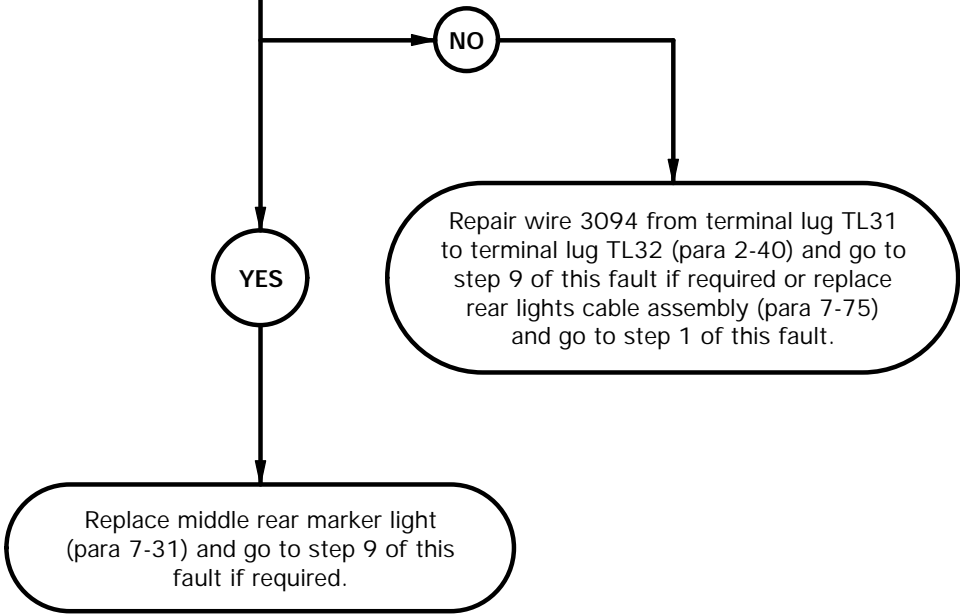 NO
Repair wire 3094 from terminal lug TL31
to terminal lug TL32 (para 2-40) and go to
step 9 of this fault if required or replace
rear lights cable assembly (para 7-75)
and go to step 1 of this fault.
YES
Replace middle rear marker light
(para 7-31) and go to step 9 of this
fault if required.